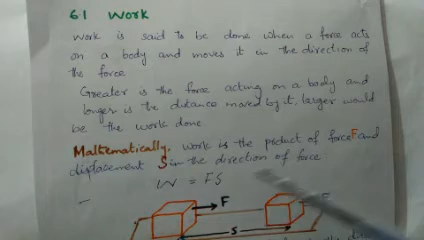 6.1 Work
Work is said to be done when a force acts
on a body and moves it in the direction of
the force
Greater is the force acting on a body and
longer is the distance moved by it, larger would
be the work done
Mathematically, work is the product of force F and
displacement S in the direction of force
W = FS
F
F
S